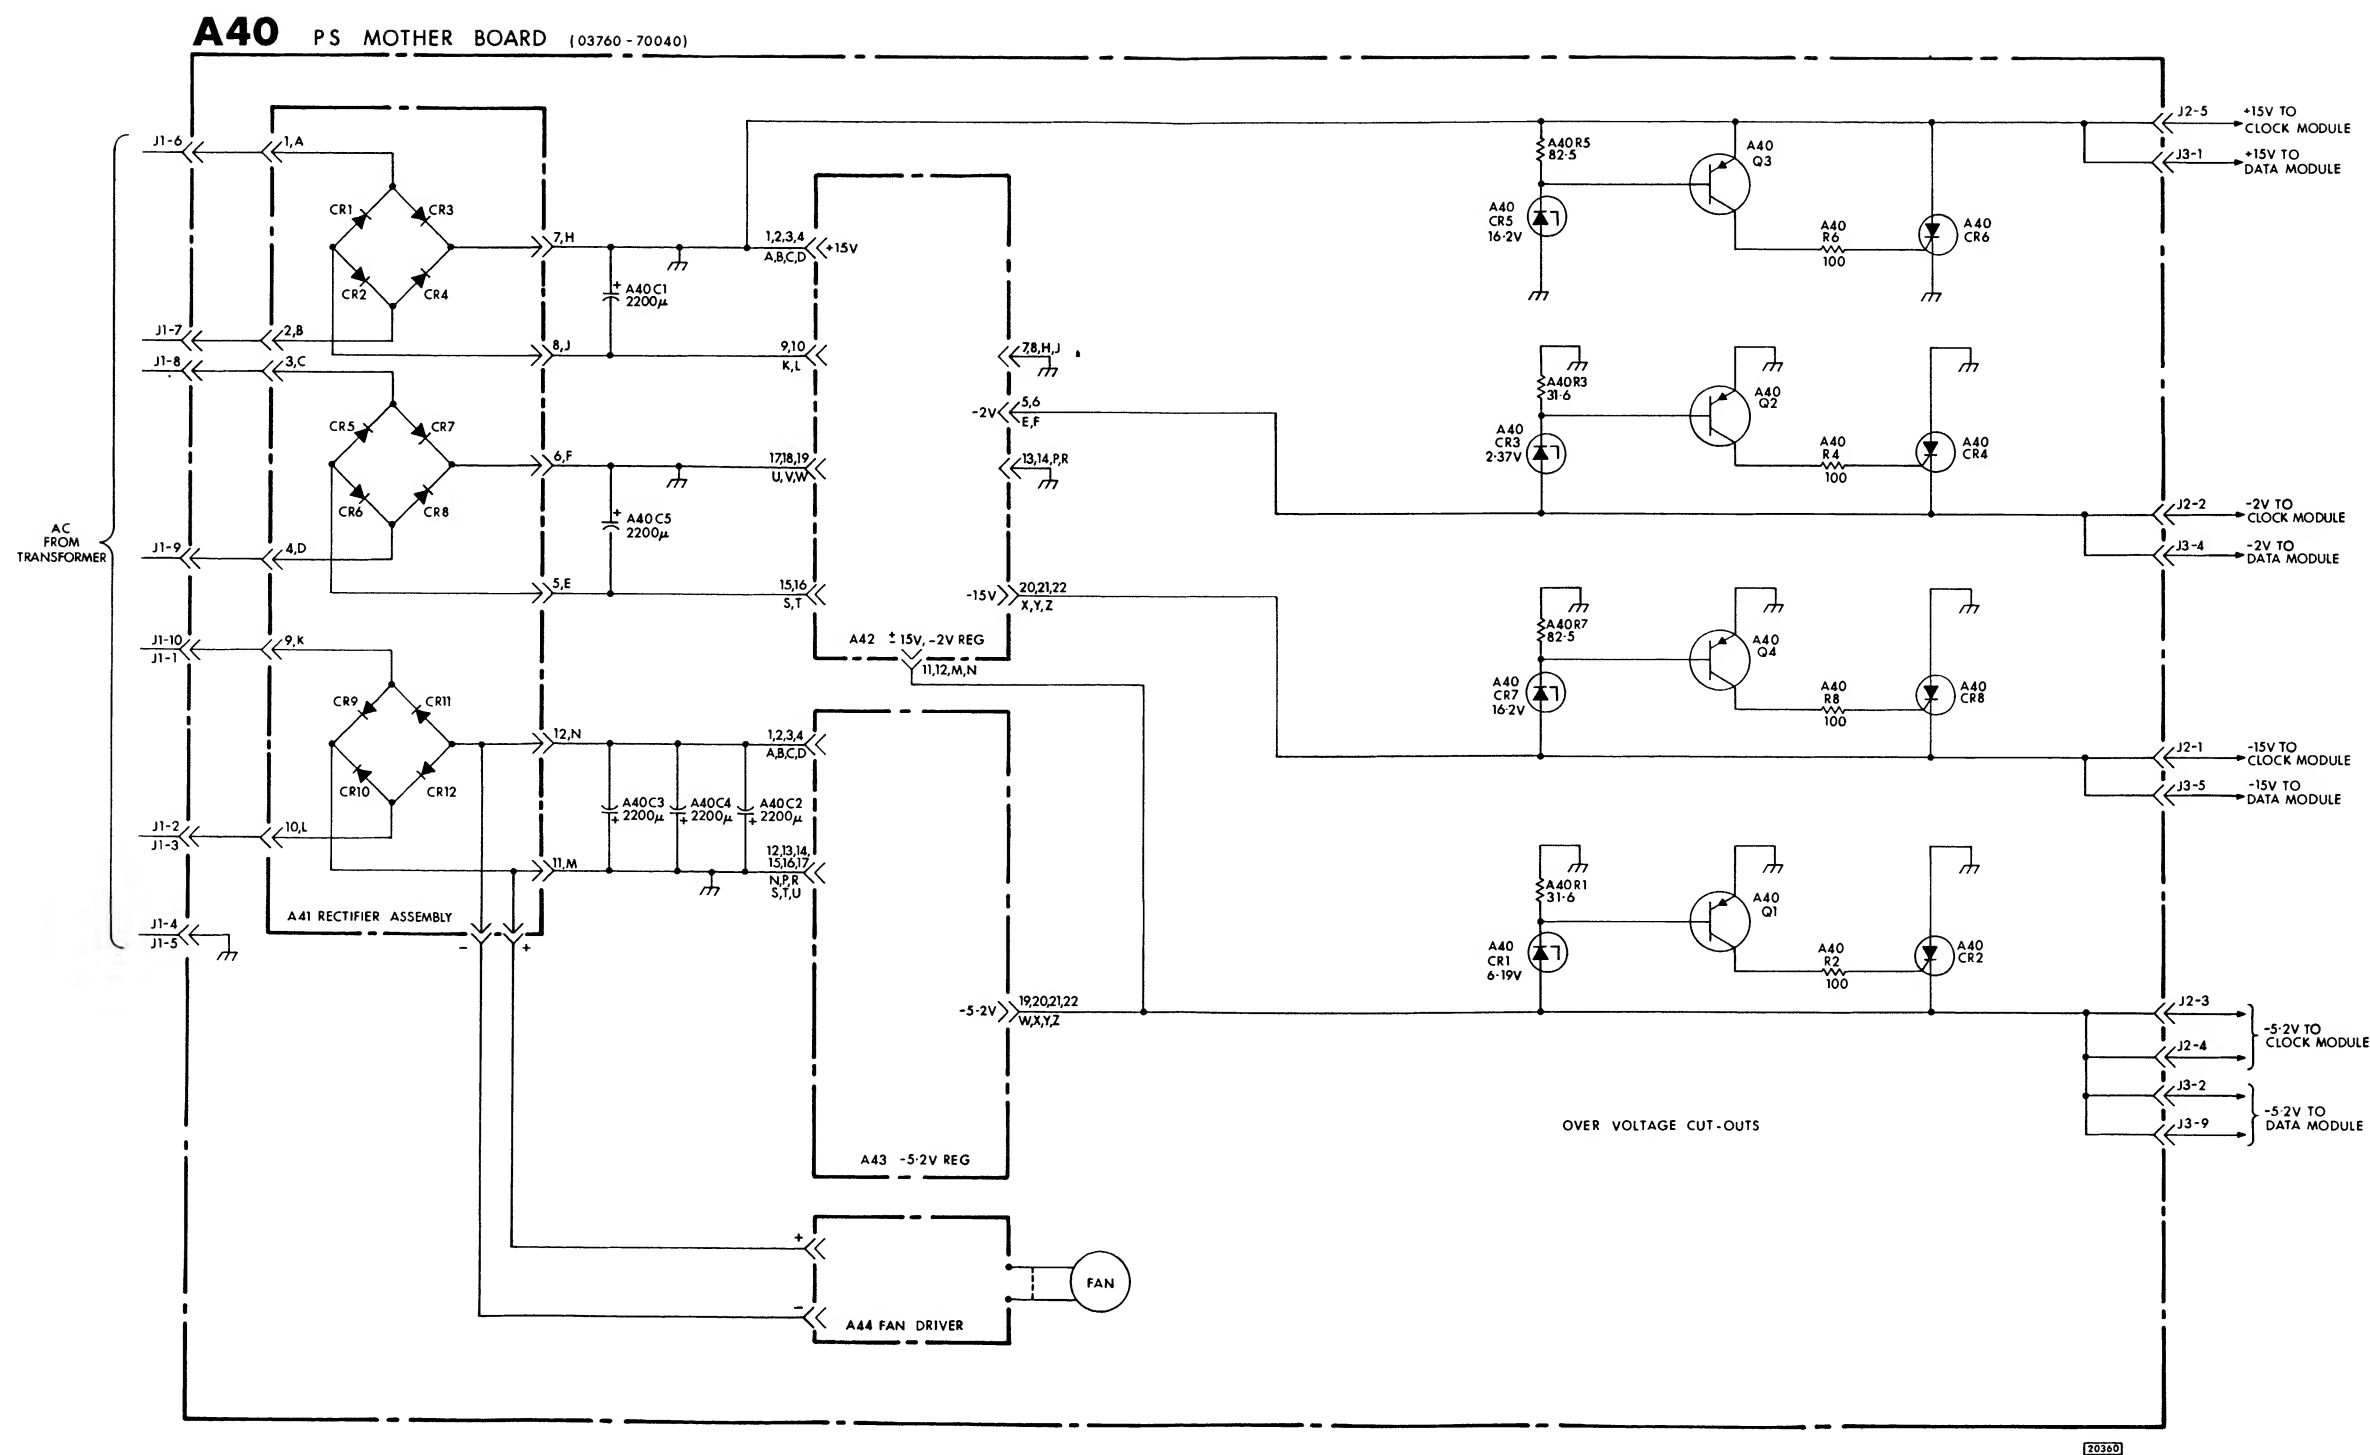 A40 PS MOTHER BOARD (03760-70040)
AC
FROM
TRANSFORMER
J1-6
J1-7
J1-8
J1-9
J1-10
J1-1
J1-2
J1-3
J1-4
J1-5
1,A
2,B
3,C
4,D
9,K
10,L
CR1
CR3
CR2
CR4
CR5
CR7
CR6
CR8
CR9
CR11
CR10
CR12
A41 RECTIFIER ASSEMBLY
- +
7,H
8,J
6,F
5,E
12,N
11,M
+ A40C1
2200μ
+ A40C5
2200μ
A40C3
+ 2200μ
A40C4
+ 2200μ
A40C2
+ 2200μ
1,2,3,4
A,B,C,D
+15V
9,10
K,L
17,18,19
U,V,W
15,16
S,T
7,8,H,J
-2V
5,6
E,F
13,14,P,R
-15V
20,21,22
X,Y,Z
A42 ±15V, -2V REG
11,12,M,N
1,2,3,4
A,B,C,D
12,13,14,
15,16,17
N,P,R
S,T,U
-5·2V
19,20,21,22
W,X,Y,Z
A43 -5·2V REG
+
-
A44 FAN DRIVER
FAN
A40R5
82·5
A40
Q3
A40
CR5
16·2V
A40
R6
100
A40
CR6
A40R3
31·6
A40
Q2
A40
CR3
2·37V
A40
R4
100
A40
CR4
A40R7
82·5
A40
Q4
A40
CR7
16·2V
A40
R8
100
A40
CR8
A40R1
31·6
A40
Q1
A40
CR1
6·19V
A40
R2
100
A40
CR2
OVER VOLTAGE CUT-OUTS
J2-5
+15V TO
CLOCK MODULE
J3-1
+15V TO
DATA MODULE
J2-2
-2V TO
CLOCK MODULE
J3-4
-2V TO
DATA MODULE
J2-1
-15V TO
CLOCK MODULE
J3-5
-15V TO
DATA MODULE
J2-3
J2-4
-5·2V TO
CLOCK MODULE
J3-2
J3-9
-5·2V TO
DATA MODULE
20360